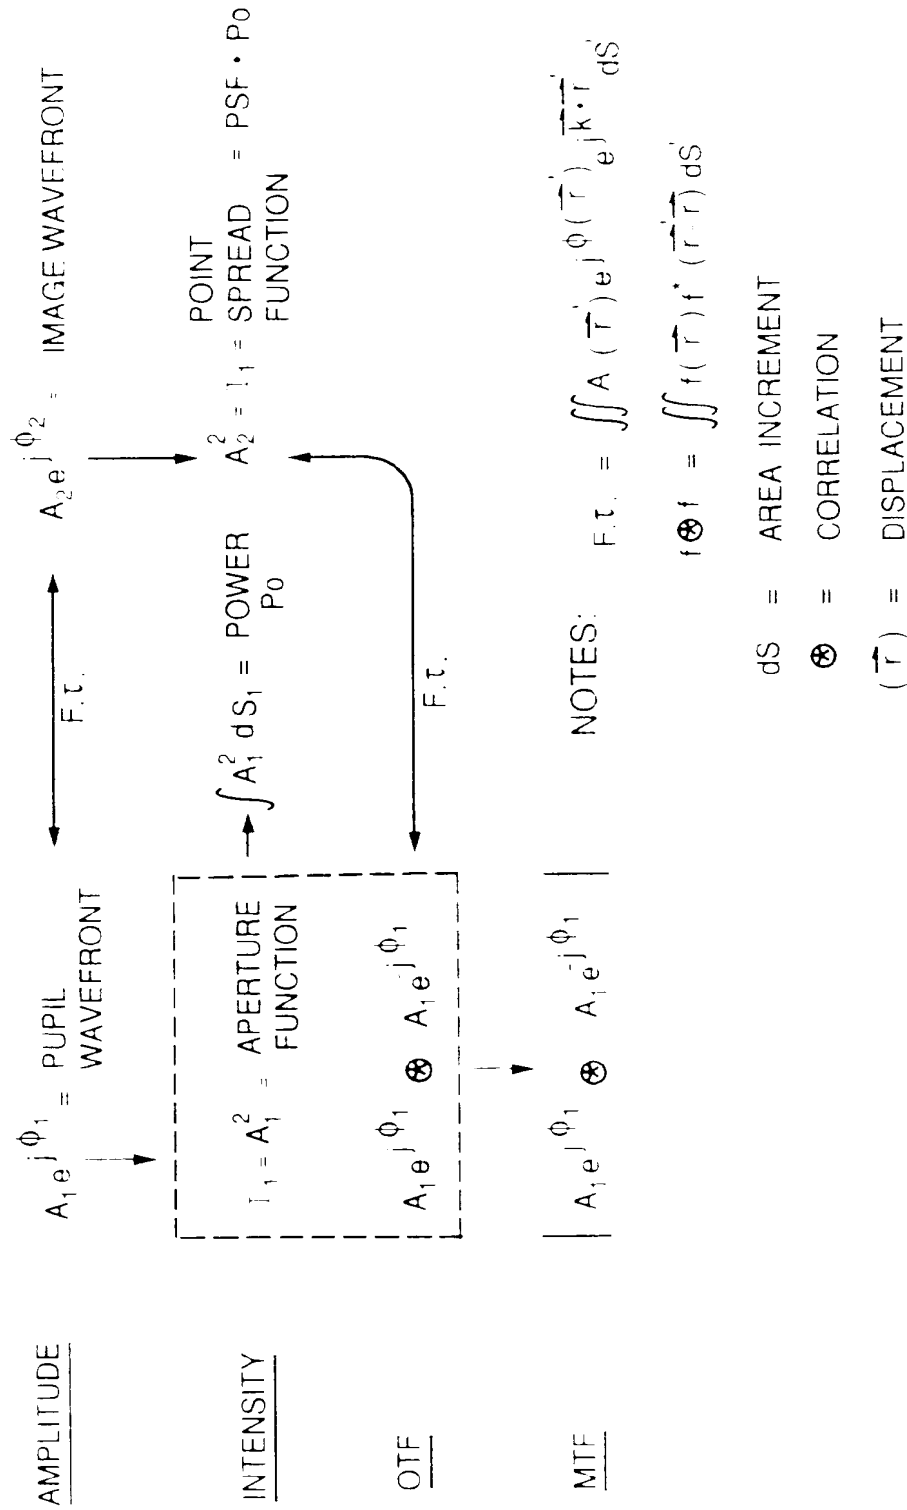 AMPLITUDE
A₁e^jϕ₁ = PUPIL WAVEFRONT
F.τ.
A₂e^jϕ₂ = IMAGE WAVEFRONT
INTENSITY
I₁ = A₁² = APERTURE FUNCTION
∫A₁² dS₁ = POWER P₀
A₂² = I₁ = POINT SPREAD FUNCTION = PSF • P₀
OTF
A₁e^jϕ₁ ⊛ A₁e^-jϕ₁
F.τ.
MTF
| A₁e^jϕ₁ ⊛ A₁e^-jϕ₁ |
NOTES:
F.τ. = ∫∫ A (r⃗') e^jϕ(r⃗') e^jk⃗•r⃗' dS'
f ⊛ f = ∫∫ f(r⃗') f* (r⃗'-r⃗) dS'
dS = AREA INCREMENT
⊛ = CORRELATION
(r⃗) = DISPLACEMENT